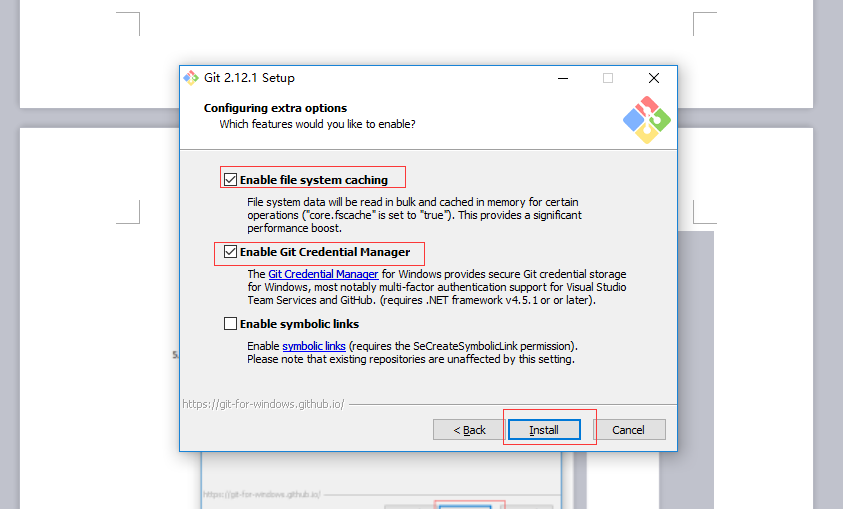 Git 2.12.1 Setup
Configuring extra options
Which features would you like to enable?
Enable file system caching
File system data will be read in bulk and cached in memory for certain
operations ("core.fscache" is set to "true"). This provides a significant
performance boost.
Enable Git Credential Manager
The Git Credential Manager for Windows provides secure Git credential storage
for Windows, most notably multi-factor authentication support for Visual Studio
Team Services and GitHub. (requires .NET framework v4.5.1 or or later).
Enable symbolic links
Enable symbolic links (requires the SeCreateSymbolicLink permission).
Please note that existing repositories are unaffected by this setting.
5.
https://git-for-windows.github.io/
< Back
Install
Cancel
https://git-for-windows.github.io/